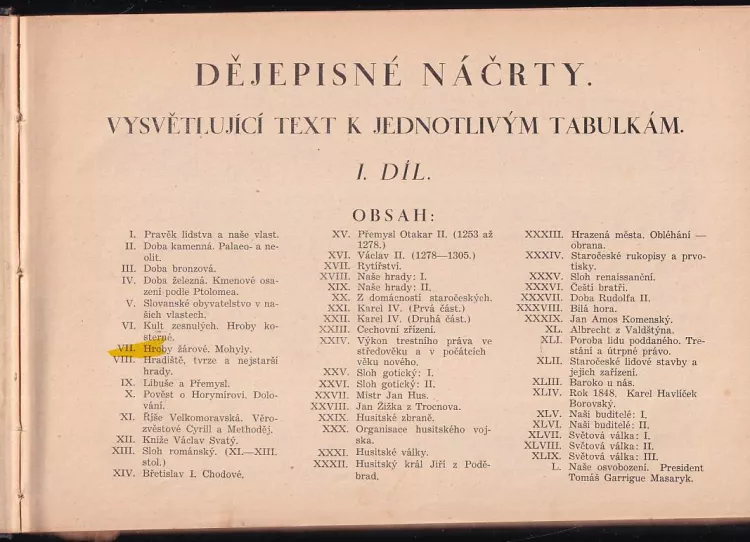 DĚJEPISNÉ NÁČRTY.
VYSVĚTLUJÍCÍ TEXT K JEDNOTLIVÝM TABULKÁM.
I. DÍL.
OBSAH:
I. Pravěk lidstva a naše vlast.
II. Doba kamenná. Palaeo- a ne-
olit.
III. Doba bronzová.
IV. Doba železná. Kmenové osa-
zení podle Ptolomea.
V. Slovanské obyvatelstvo v na-
šich vlastech.
VI. Kult zesnulých. Hroby ko-
sterné.
VII. Hroby žárové. Mohyly.
VIII. Hradiště, tvrze a nejstarší
hrady.
IX. Libuše a Přemysl.
X. Pověst o Horymírovi. Dolo-
vání.
XI. Říše Velkomoravská. Věro-
zvěstové Cyrill a Methoděj.
XII. Kníže Václav Svatý.
XIII. Sloh románský. (XI.—XIII.
stol.)
XIV. Břetislav I. Chodové.
XV. Přemysl Otakar II. (1253 až
1278.)
XVI. Václav II. (1278—1305.)
XVII. Rytířství.
XVIII. Naše hrady: I.
XIX. Naše hrady: II.
XX. Z domácností staročeských.
XXI. Karel IV. (Prvá část.)
XXII. Karel IV. (Druhá část.)
XXIII. Cechovní zřízení.
XXIV. Výkon trestního práva ve
středověku a v počátcích
věku nového.
XXV. Sloh gotický: I.
XXVI. Sloh gotický: II.
XXVII. Mistr Jan Hus.
XXVIII. Jan Žižka z Trocnova.
XXIX. Husitské zbraně.
XXX. Organisace husitského voj-
ska.
XXXI. Husitské války.
XXXII. Husitský král Jiří z Podě-
brad.
XXXIII. Hrazená města. Obléhání —
obrana.
XXXIV. Staročeské rukopisy a prvo-
tisky.
XXXV. Sloh renaissanční.
XXXVI. Čeští bratři.
XXXVII. Doba Rudolfa II.
XXXVIII. Bílá hora.
XXXIX. Jan Amos Komenský.
XL. Albrecht z Valdštýna.
XLI. Poroba lidu poddaného. Tre-
stání a útrpné právo.
XLII. Staročeské lidové stavby a
jejich zařízení.
XLIII. Baroko u nás.
XLIV. Rok 1848. Karel Havlíček
Borovský.
XLV. Naši buditelé: I.
XLVI. Naši buditelé: II.
XLVII. Světová válka: I.
XLVIII. Světová válka: II.
XLIX. Světová válka: III.
L. Naše osvobození. President
Tomáš Garrigue Masaryk.